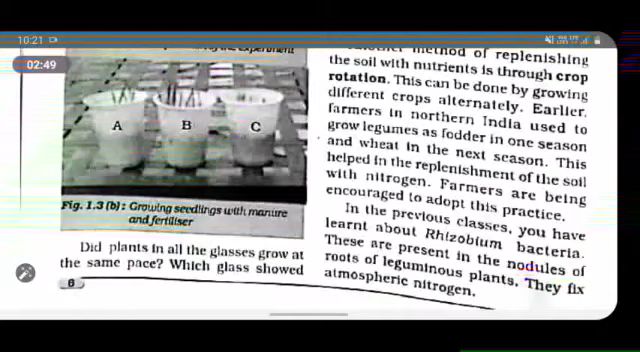 10:21
02:49
the experiment
another method of replenishing
the soil with nutrients is through crop
rotation. This can be done by growing
different crops alternately. Earlier,
farmers in northern India used to
grow legumes as fodder in one season
and wheat in the next season. This
helped in the replenishment of the soil
with nitrogen. Farmers are being
encouraged to adopt this practice.
In the previous classes, you have
learnt about Rhizobium bacteria.
These are present in the nodules of
roots of leguminous plants. They fix
atmospheric nitrogen.
A B C
Fig. 1.3 (b): Growing seedlings with manure
and fertiliser
Did plants in all the glasses grow at
the same pace? Which glass showed
6